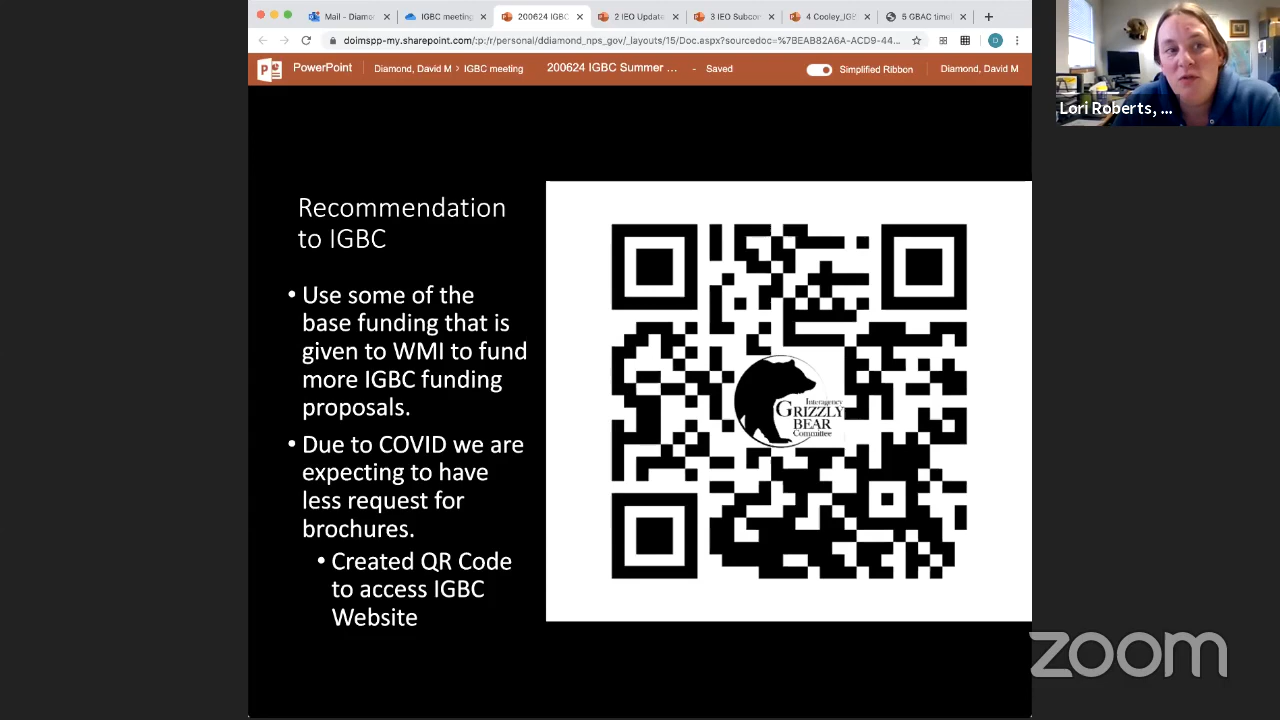 Mail - Diamo
IGBC meeting
200624 IGBC
2 IEO Update
3 IEO Subcor
4 Cooley_IGB
5 GBAC timel
doimspp-my.sharepoint.com/:p:/r/personal/ddiamond_nps_gov/_layouts/15/Doc.aspx?sourcedoc=%7BEAB82A6A-ACD9-44...
D
PowerPoint
Diamond, David M > IGBC meeting
200624 IGBC Summer ... - Saved
Simplified Ribbon
Diamond, David M
Lori Roberts, ...
Recommendation
to IGBC
• Use some of the
base funding that is
given to WMI to fund
more IGBC funding
proposals.
• Due to COVID we are
expecting to have
less request for
brochures.
• Created QR Code
to access IGBC
Website
Interagency
GRIZZLY
BEAR
Committee
zoom